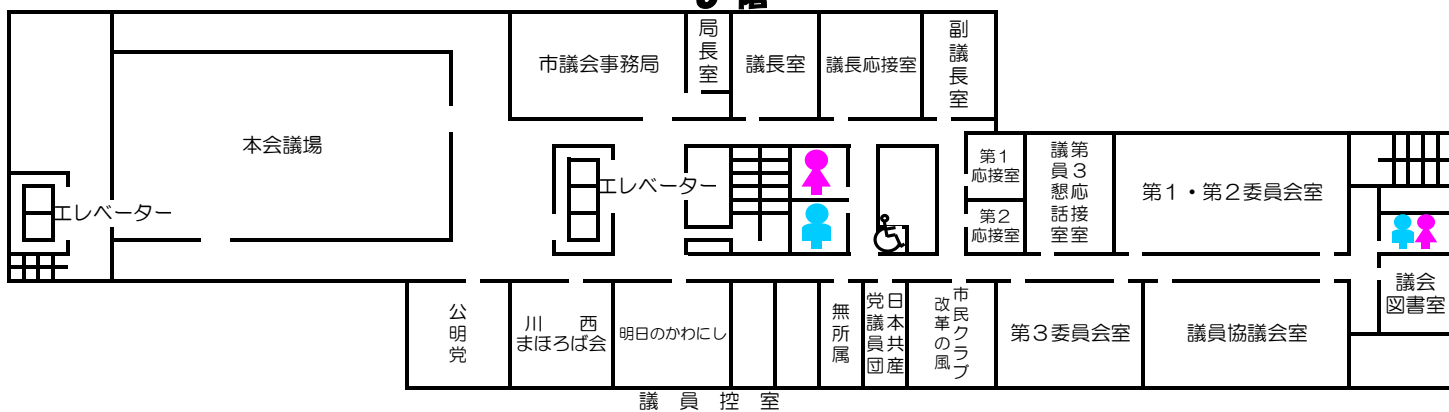 階
市議会事務局
局長室
議長室
議長応接室
副議長室
本会議場
エレベーター
エレベーター
第1
応接室
第2
応接室
第3応接室
議員懇話室
第1・第2委員会室
議会
図書室
公明党
川　西
まほろば会
明日のかわにし
無所属
日本共産
党議員団
市民クラブ
改革の風
第3委員会室
議員協議会室
議　員　控　室